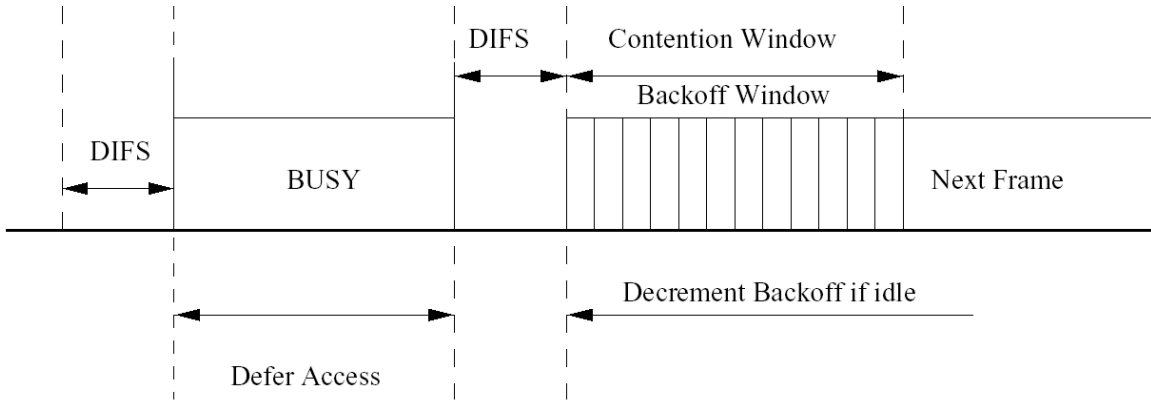 DIFS
Contention Window
Backoff Window
DIFS
BUSY
Next Frame
Decrement Backoff if idle
Defer Access